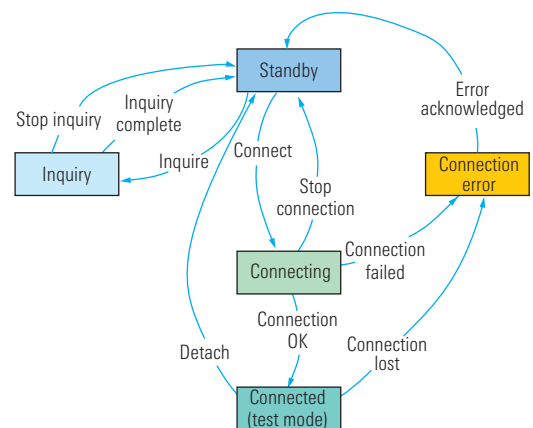 Standby
Error
acknowledged
Inquiry
complete
Stop inquiry
Inquire
Connect
Inquiry
Connection
error
Stop
connection
Connecting
Connection
failed
Connection
OK
Detach
Connection
lost
Connected
(test mode)